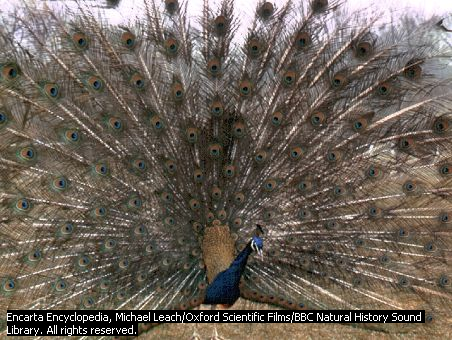 Encarta Encyclopedia, Michael Leach/Oxford Scientific Films/BBC Natural History Sound
Library. All rights reserved.